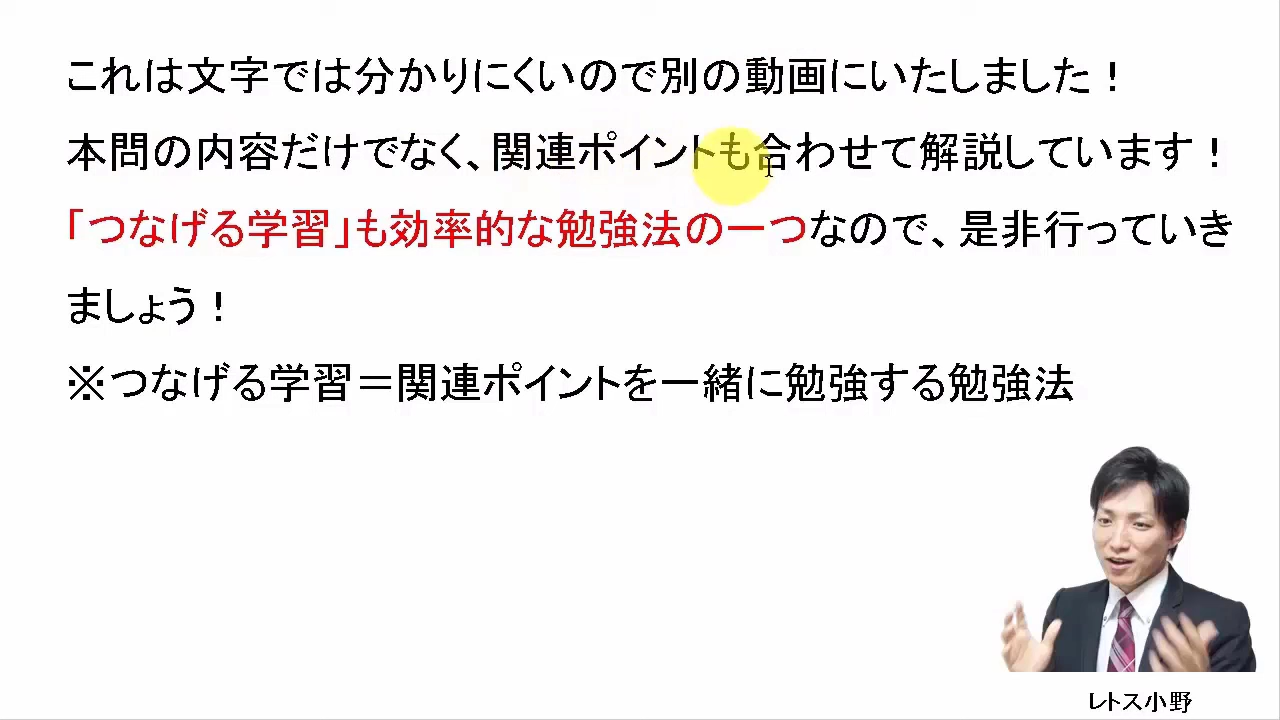 これは文字では分かりにくいので別の動画にいたしました！
本問の内容だけでなく、関連ポイントも合わせて解説しています！
「つなげる学習」も効率的な勉強法の一つなので、是非行っていき
ましょう！
※つなげる学習＝関連ポイントを一緒に勉強する勉強法
レトス小野